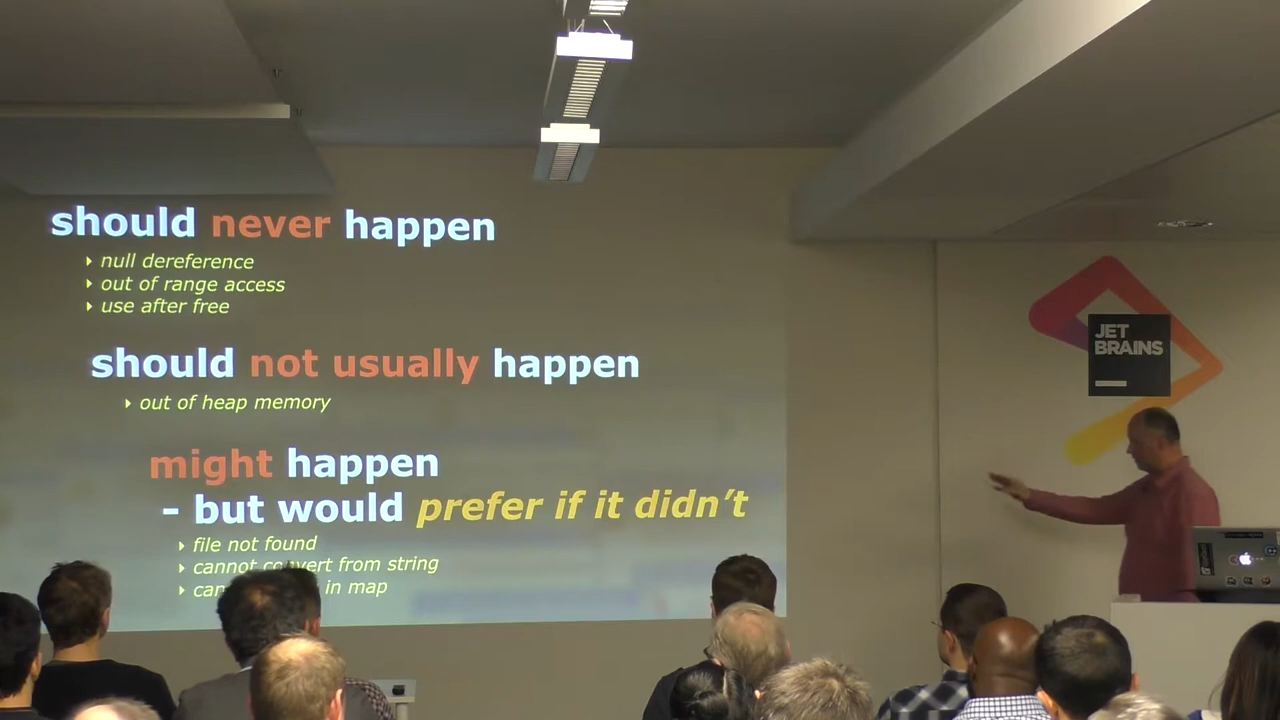 should never happen
null dereference
out of range access
use after free
should not usually happen
out of heap memory
might happen
- but would prefer if it didn't
file not found
cannot convert from string
in map
JET
BRAINS